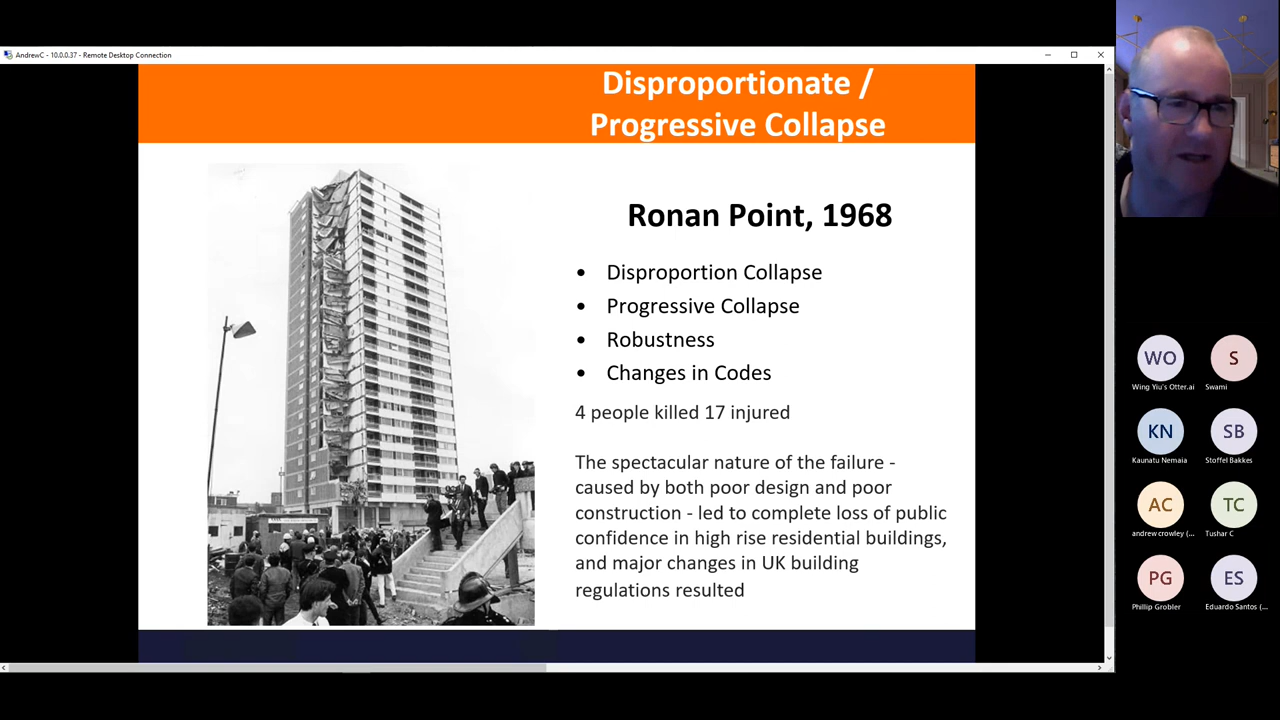 AndrewC - 10.0.0.37 - Remote Desktop Connection
Disproportionate /
Progressive Collapse
Ronan Point, 1968
• Disproportion Collapse
• Progressive Collapse
• Robustness
• Changes in Codes
4 people killed 17 injured
The spectacular nature of the failure -
caused by both poor design and poor
construction - led to complete loss of public
confidence in high rise residential buildings,
and major changes in UK building
regulations resulted
WO
Wing Yiu's Otter.ai
S
Swami
KN
Kaunatu Nemaia
SB
Stoffel Bakkes
AC
andrew crowley (...
TC
Tushar C
PG
Phillip Grobler
ES
Eduardo Santos (...